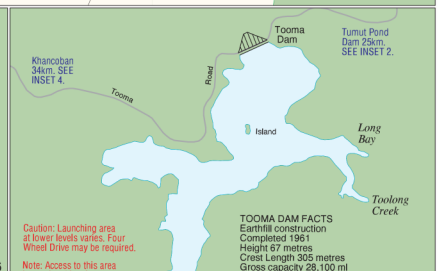 Tooma
Dam
Tumut Pond
Dam 25km.
SEE INSET 2.
Khancoban
34km. SEE
INSET 4.
Road
Tooma
Island
Long
Bay
Toolong
Creek
Caution: Launching area
at lower levels varies. Four
Wheel Drive may be required.
Note: Access to this area
TOOMA DAM FACTS
Earthfill construction
Completed 1961
Height 67 metres
Crest Length 305 metres
Gross capacity 28,100 ml